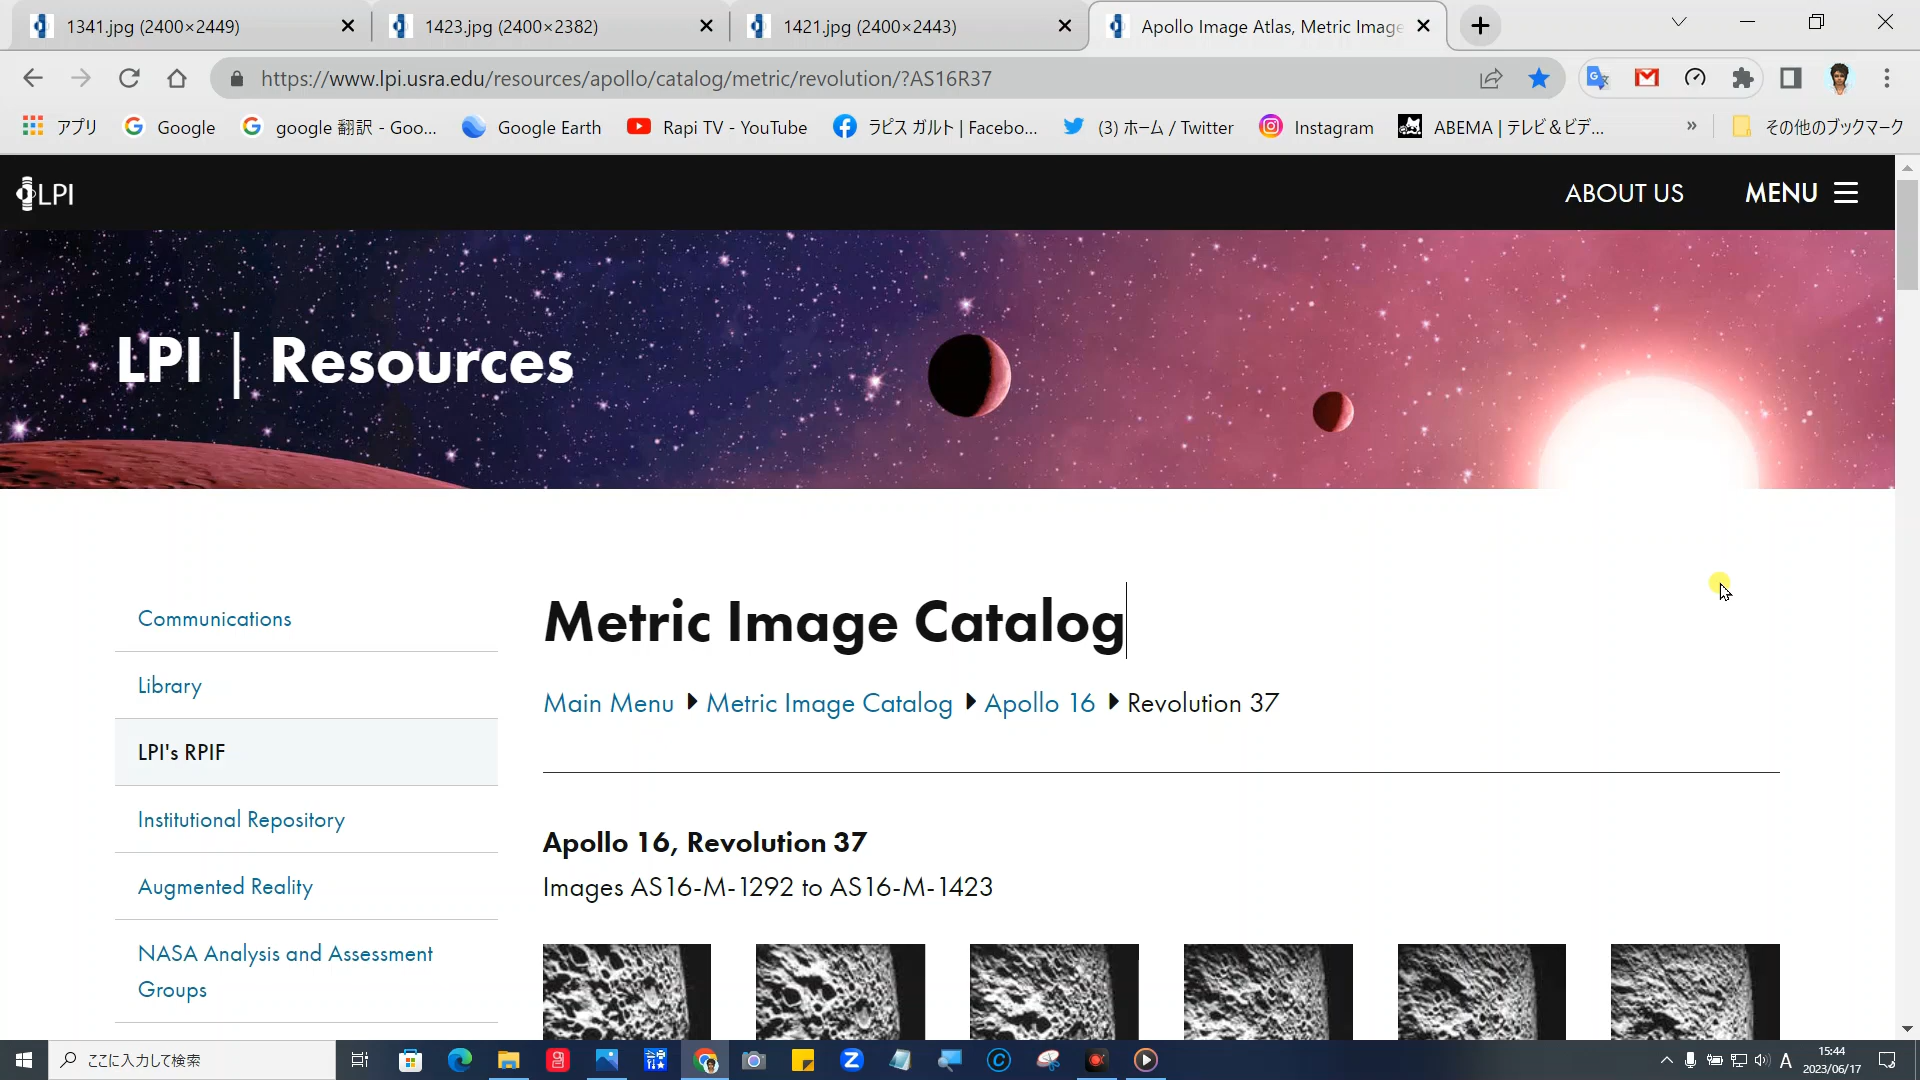 1341.jpg (2400×2449)
1423.jpg (2400×2382)
1421.jpg (2400×2443)
Apollo Image Atlas, Metric Image
https://www.lpi.usra.edu/resources/apollo/catalog/metric/revolution/?AS16R37
アプリ
Google
google 翻訳 - Goo...
Google Earth
Rapi TV - YouTube
ラピス ガルト | Facebo...
(3) ホーム / Twitter
Instagram
ABEMA | テレビ＆ビデ...
»
その他のブックマーク
LPI
ABOUT US
MENU
LPI | Resources
Communications
Library
LPI's RPIF
Institutional Repository
Augmented Reality
NASA Analysis and Assessment
Groups
Metric Image Catalog
Main Menu Metric Image Catalog Apollo 16 Revolution 37
Apollo 16, Revolution 37
Images AS16-M-1292 to AS16-M-1423
ここに入力して検索
A
15:44
2023/06/17